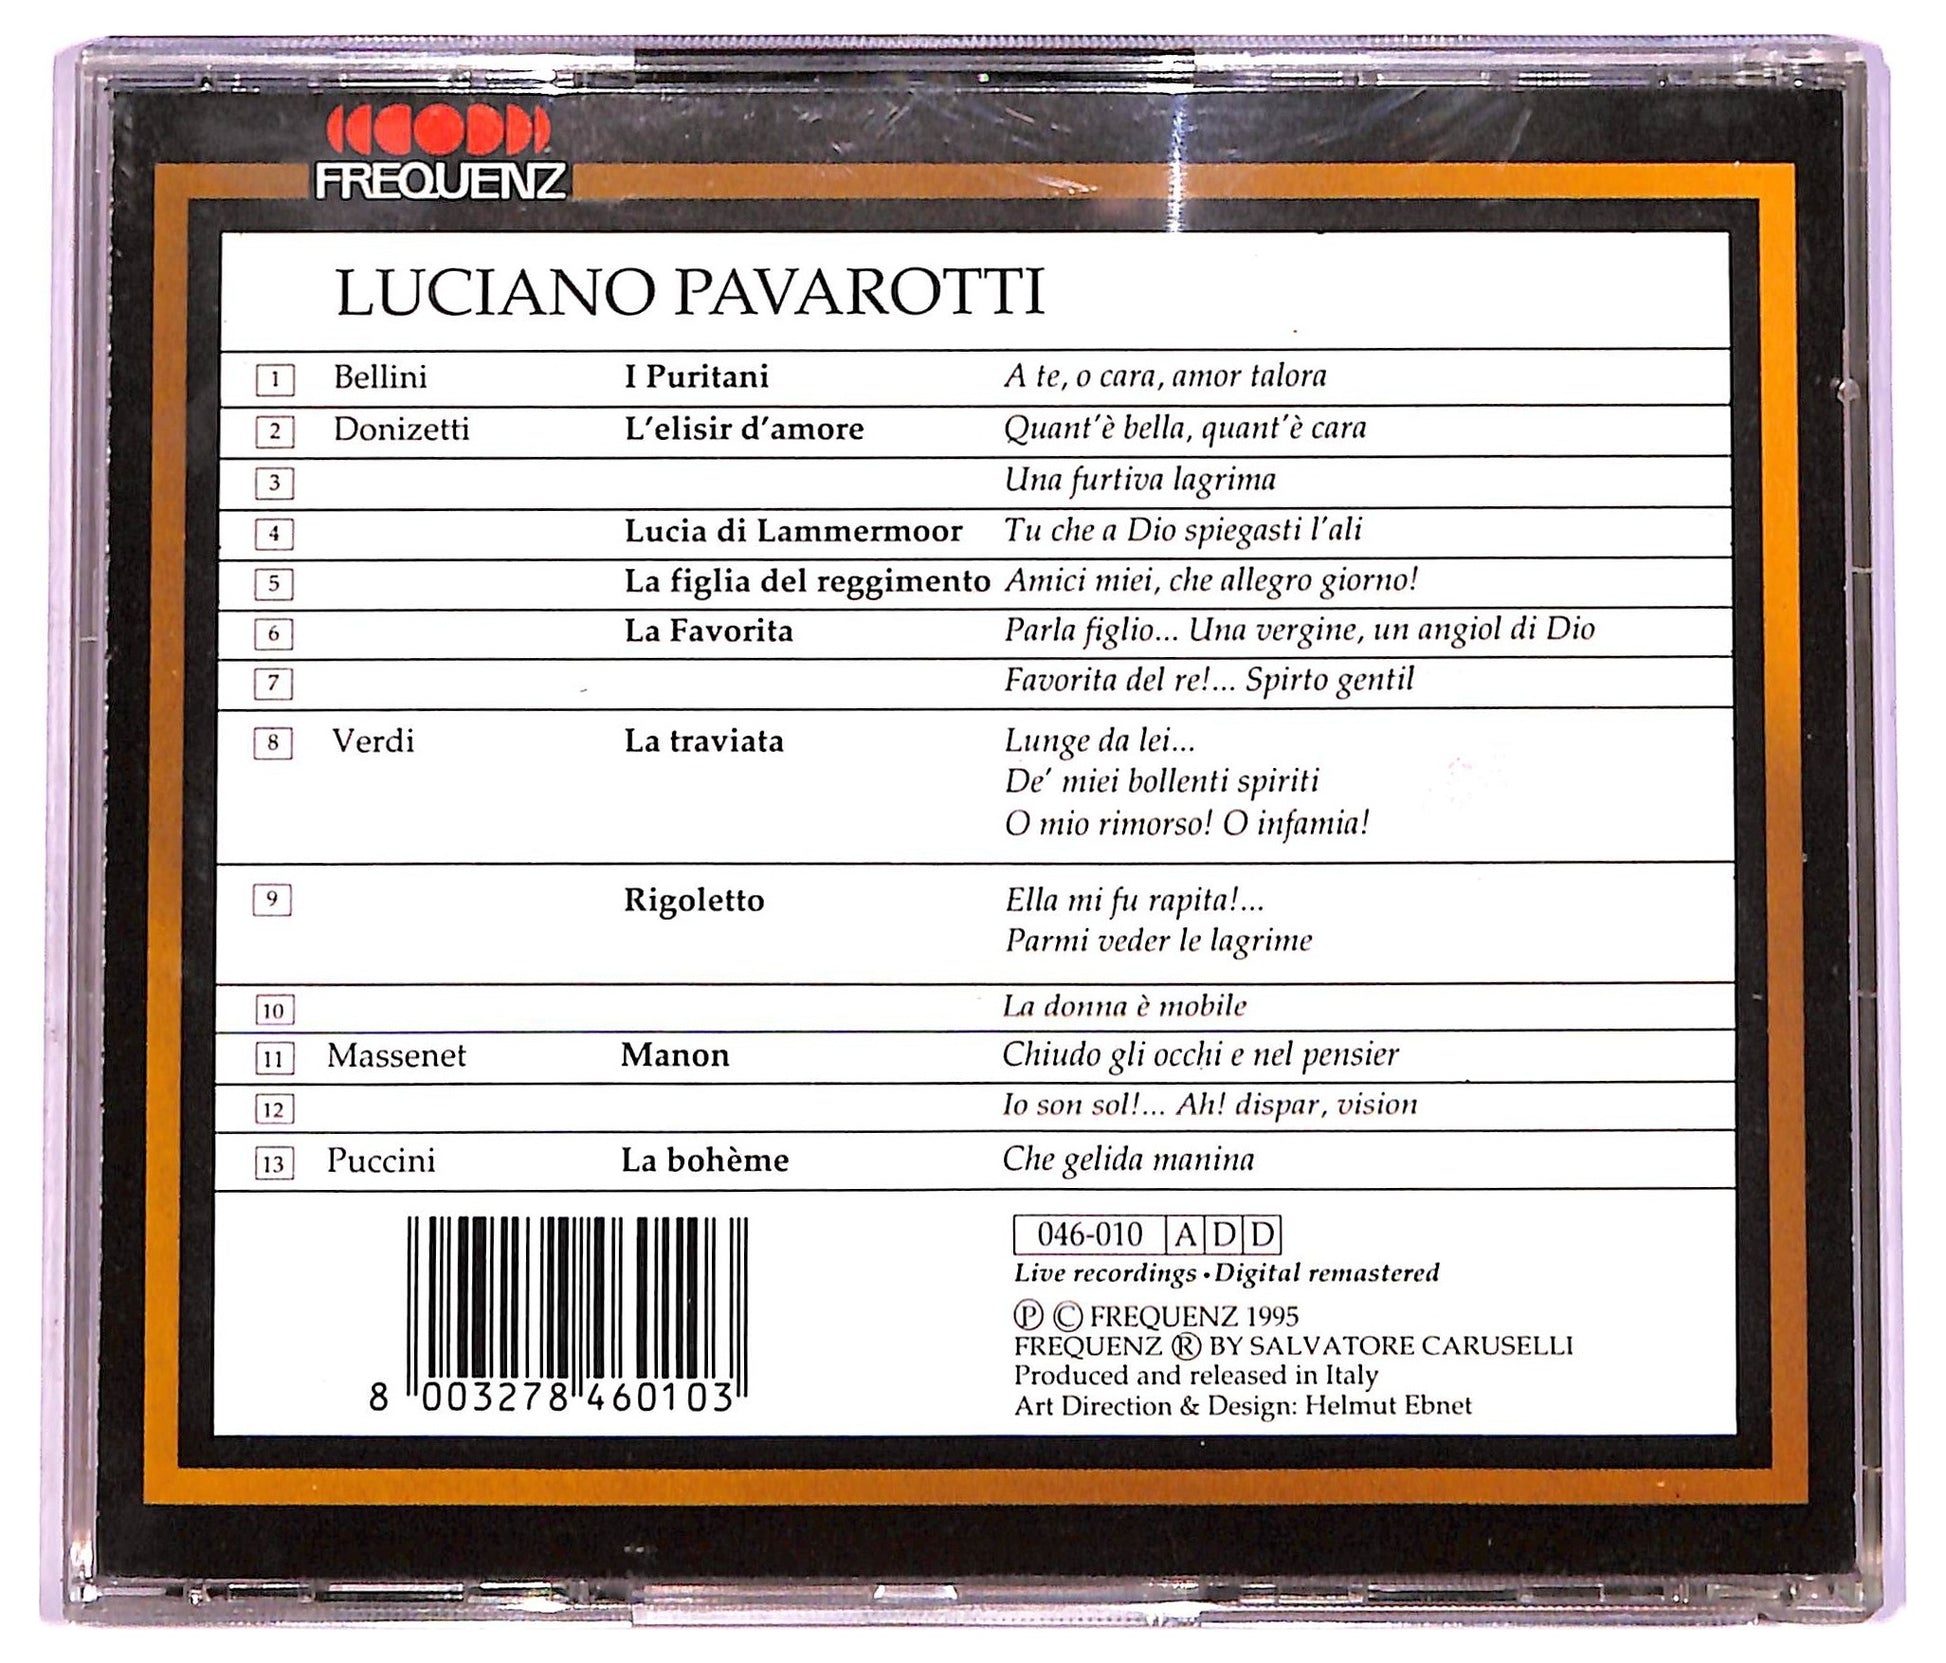 FREQUENZ
LUCIANO PAVAROTTI
1 Bellini I Puritani A te, o cara, amor talora
2 Donizetti L'elisir d'amore Quant'è bella, quant'è cara
3 Una furtiva lagrima
4 Lucia di Lammermoor Tu che a Dio spiegasti l'ali
5 La figlia del reggimento Amici miei, che allegro giorno!
6 La Favorita Parla figlio... Una vergine, un angiol di Dio
7 Favorita del re!... Spirto gentil
8 Verdi La traviata Lunge da lei...
De' miei bollenti spiriti
O mio rimorso! O infamia!
9 Rigoletto Ella mi fu rapita!...
Parmi veder le lagrime
10 La donna è mobile
11 Massenet Manon Chiudo gli occhi e nel pensier
12 Io son sol!... Ah! dispar, vision
13 Puccini La bohème Che gelida manina
8 003278 460103
046-010 A D D
Live recordings • Digital remastered
Ⓟ © FREQUENZ 1995
FREQUENZ ® BY SALVATORE CARUSELLI
Produced and released in Italy
Art Direction & Design: Helmut Ebnet